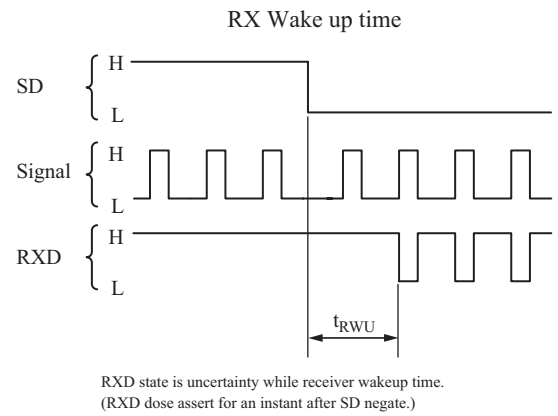 RX Wake up time
SD
H
L
Signal
H
L
RXD
H
L
tRWU
RXD state is uncertainty while receiver wakeup time.
(RXD dose assert for an instant after SD negate.)